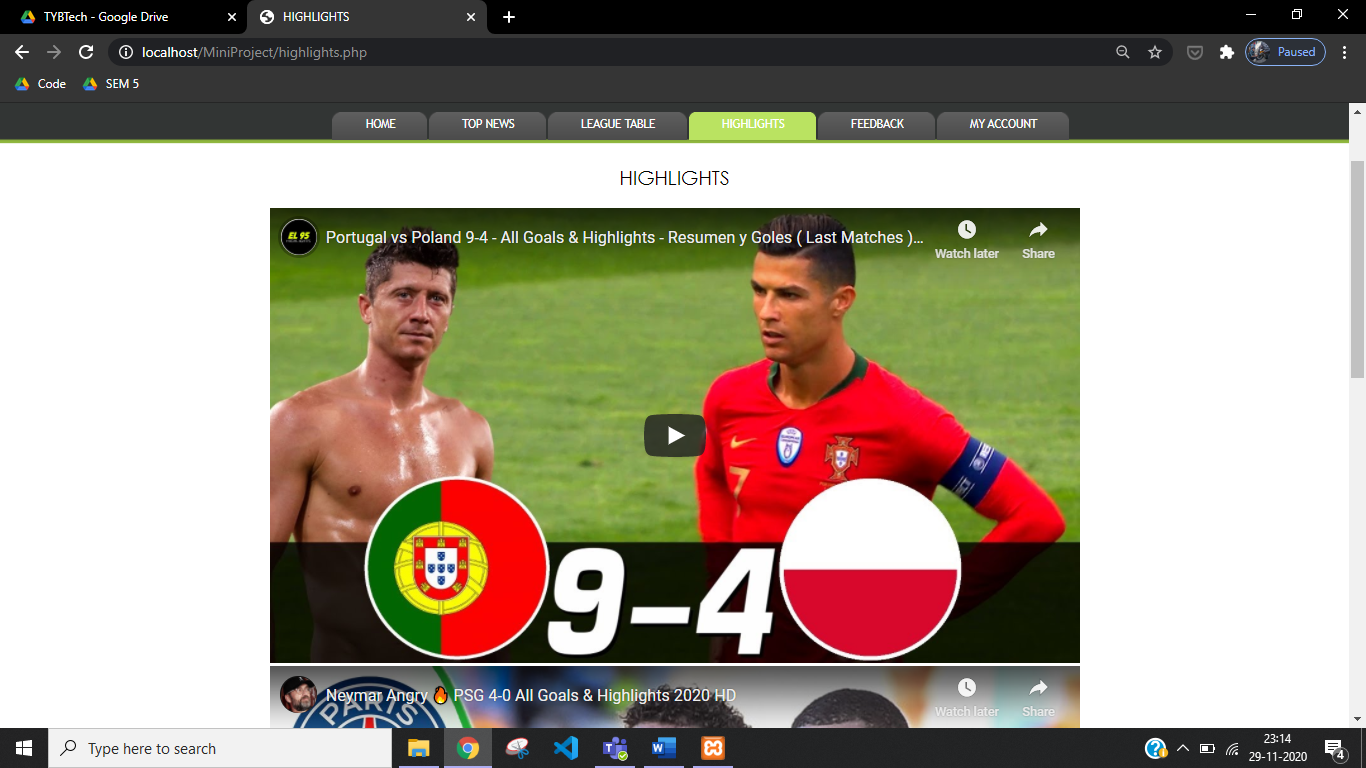 TYBTech - Google Drive
HIGHLIGHTS
localhost/MiniProject/highlights.php
Paused
Code
SEM 5
HOME
TOP NEWS
LEAGUE TABLE
HIGHLIGHTS
FEEDBACK
MY ACCOUNT
HIGHLIGHTS
EL 95
Portugal vs Poland 9-4 - All Goals & Highlights - Resumen y Goles ( Last Matches )...
Watch later
Share
7
9-4
Neymar Angry 🔥 PSG 4-0 All Goals & Highlights 2020 HD
Watch later
Share
PARIS
Type here to search
23:14
29-11-2020
4